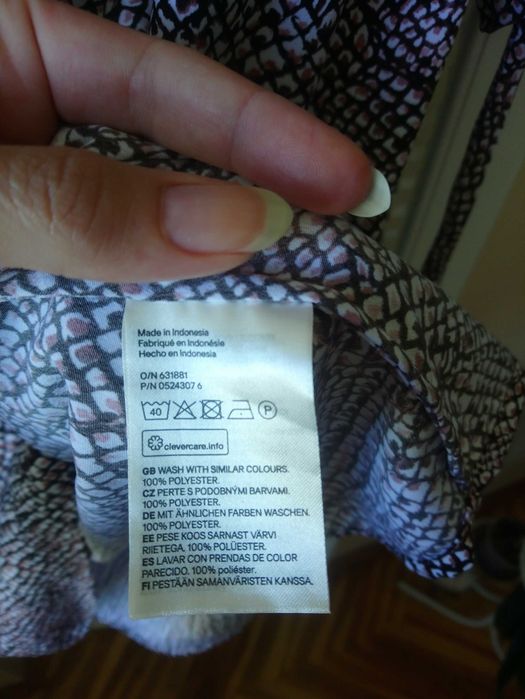 Made in Indonesia
Fabriqué en Indonésie
Hecho en Indonesia
O/N 631881
P/N 0524307 6
40 P
clevercare.info
GB WASH WITH SIMILAR COLOURS.
100% POLYESTER.
CZ PERTE S PODOBNÝMI BARVAMI.
100% POLYESTER.
DE MIT ÄHNLICHEN FARBEN WASCHEN.
100% POLYESTER.
EE PESE KOOS SARNAST VÄRVI
RIIETEGA, 100% POLÜESTER.
ES LAVAR CON PRENDAS DE COLOR
PARECIDO. 100% poliéster.
FI PESTÄÄN SAMANVÄRISTEN KANSSA.